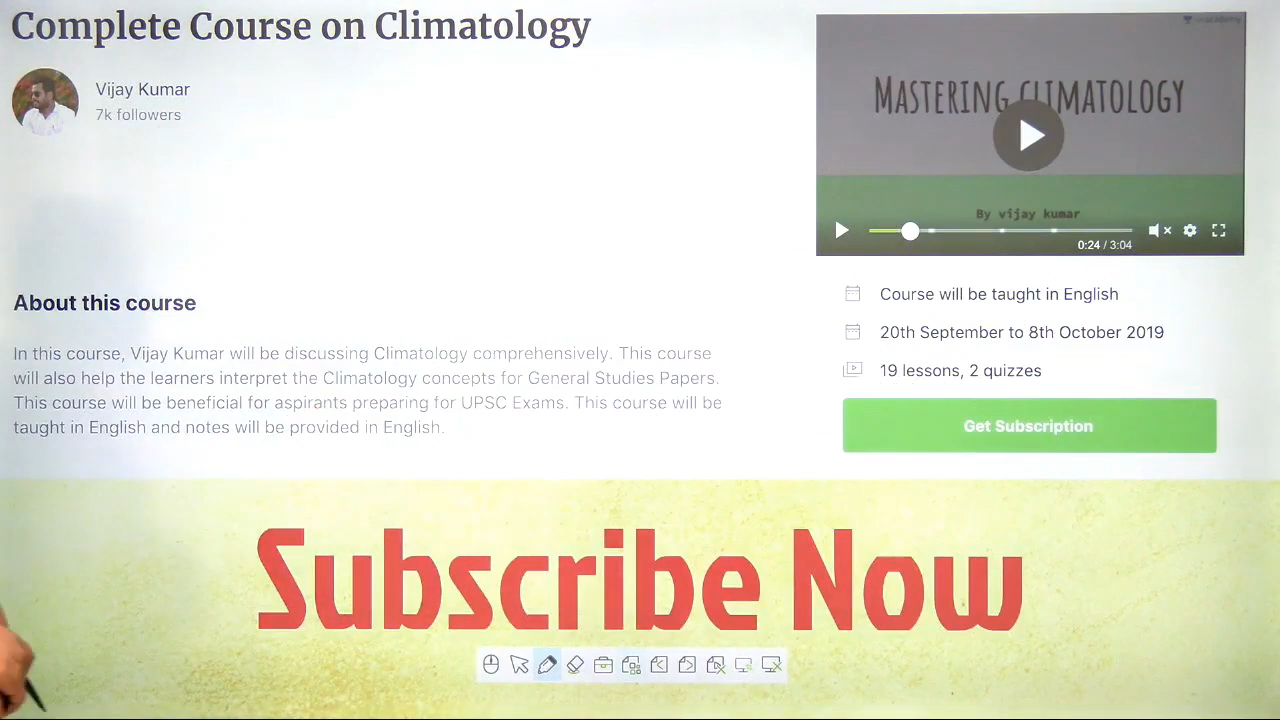 Complete Course on Climatology
Vijay Kumar
7k followers
About this course
In this course, Vijay Kumar will be discussing Climatology comprehensively. This course
will also help the learners interpret the Climatology concepts for General Studies Papers.
This course will be beneficial for aspirants preparing for UPSC Exams. This course will be
taught in English and notes will be provided in English.
MASTERING CLIMATOLOGY
By vijay kumar
0:24 / 3:04
Course will be taught in English
20th September to 8th October 2019
19 lessons, 2 quizzes
Get Subscription
Subscribe Now